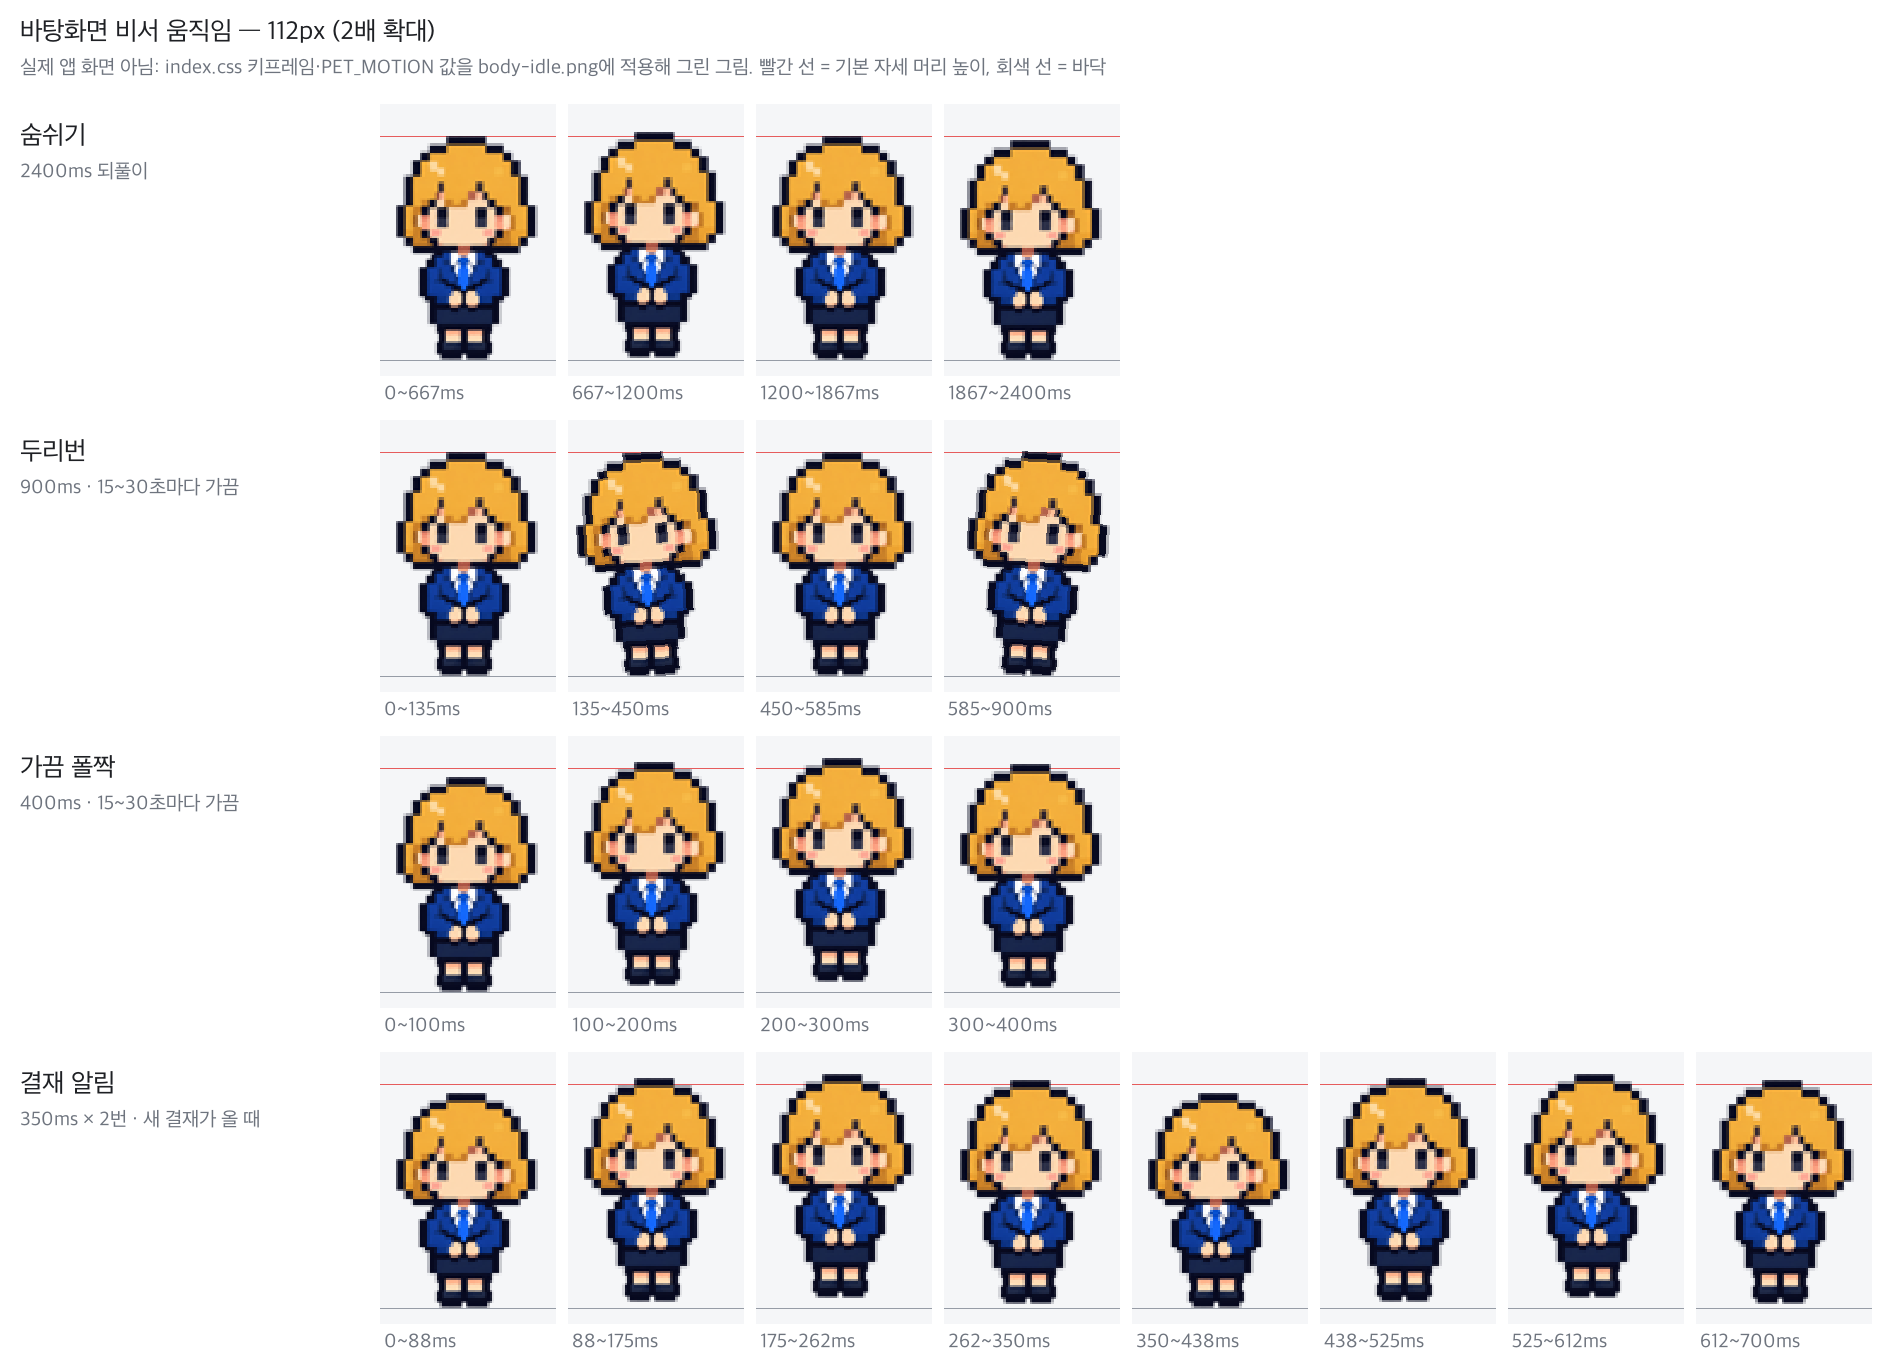 바탕화면 비서 움직임 — 112px (2배 확대)
실제 앱 화면 아님: index.css 키프레임·PET_MOTION 값을 body-idle.png에 적용해 그린 그림. 빨간 선 = 기본 자세 머리 높이, 회색 선 = 바닥
숨쉬기
2400ms 되풀이
0~667ms
667~1200ms
1200~1867ms
1867~2400ms
두리번
900ms · 15~30초마다 가끔
0~135ms
135~450ms
450~585ms
585~900ms
가끔 폴짝
400ms · 15~30초마다 가끔
0~100ms
100~200ms
200~300ms
300~400ms
결재 알림
350ms × 2번 · 새 결재가 올 때
0~88ms
88~175ms
175~262ms
262~350ms
350~438ms
438~525ms
525~612ms
612~700ms